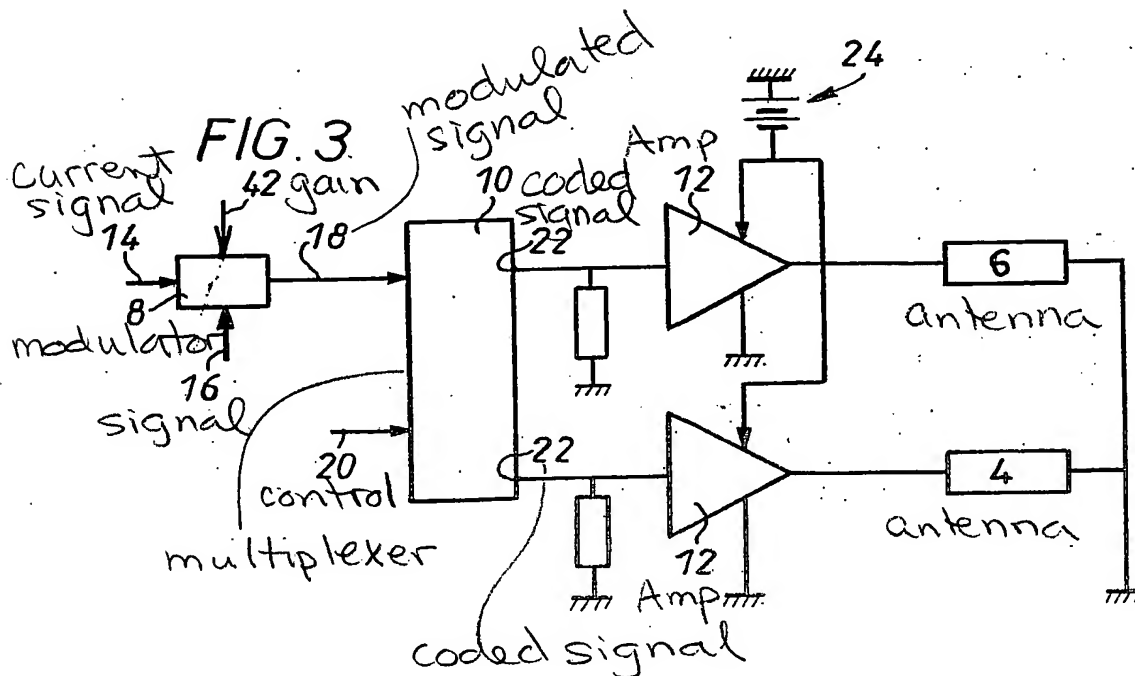 24
modulated
signal
FIG. 3
Amp
12
current
signal
42 gain
10 coded
signal
14
18
22
8
6
modulator
antenna
16
signal
20
control
22
4
antenna
multiplexer
12
Amp
coded signal